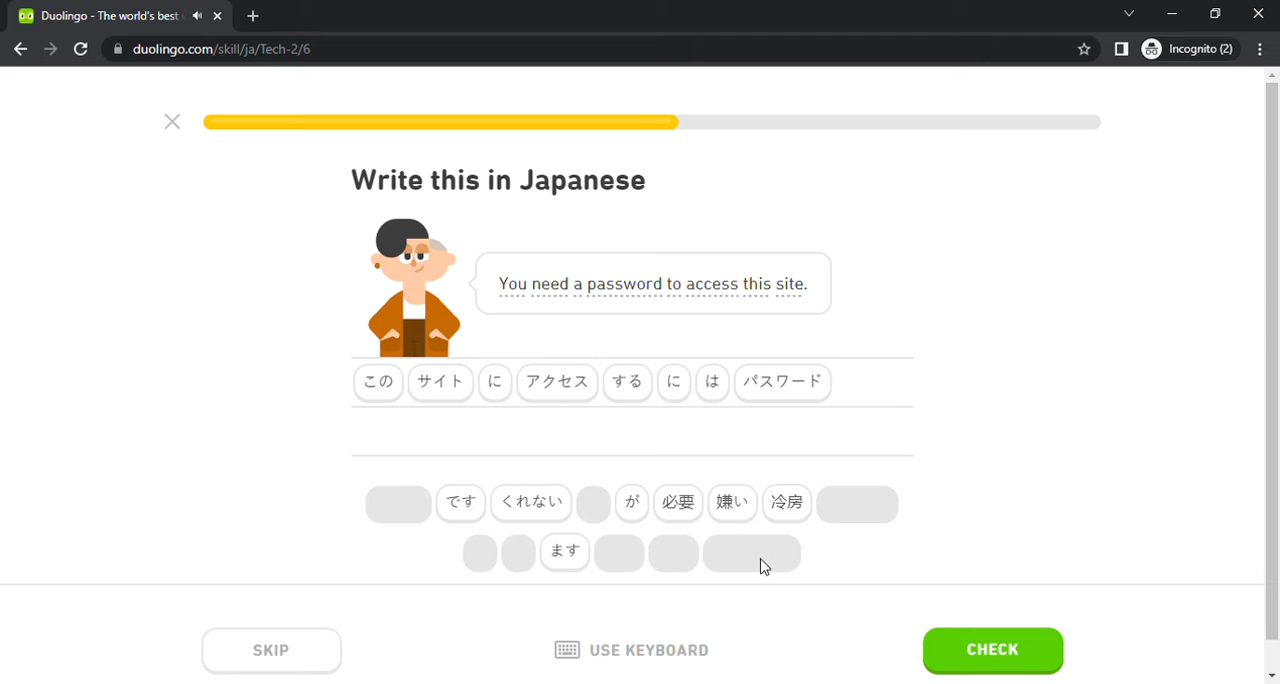 Duolingo - The world's best
duolingo.com/skill/ja/Tech-2/6
Incognito (2)
Write this in Japanese
You need a password to access this site.
この サイト に アクセス する に は パスワード
です くれない が 必要 嫌い 冷房
ます
SKIP
USE KEYBOARD
CHECK